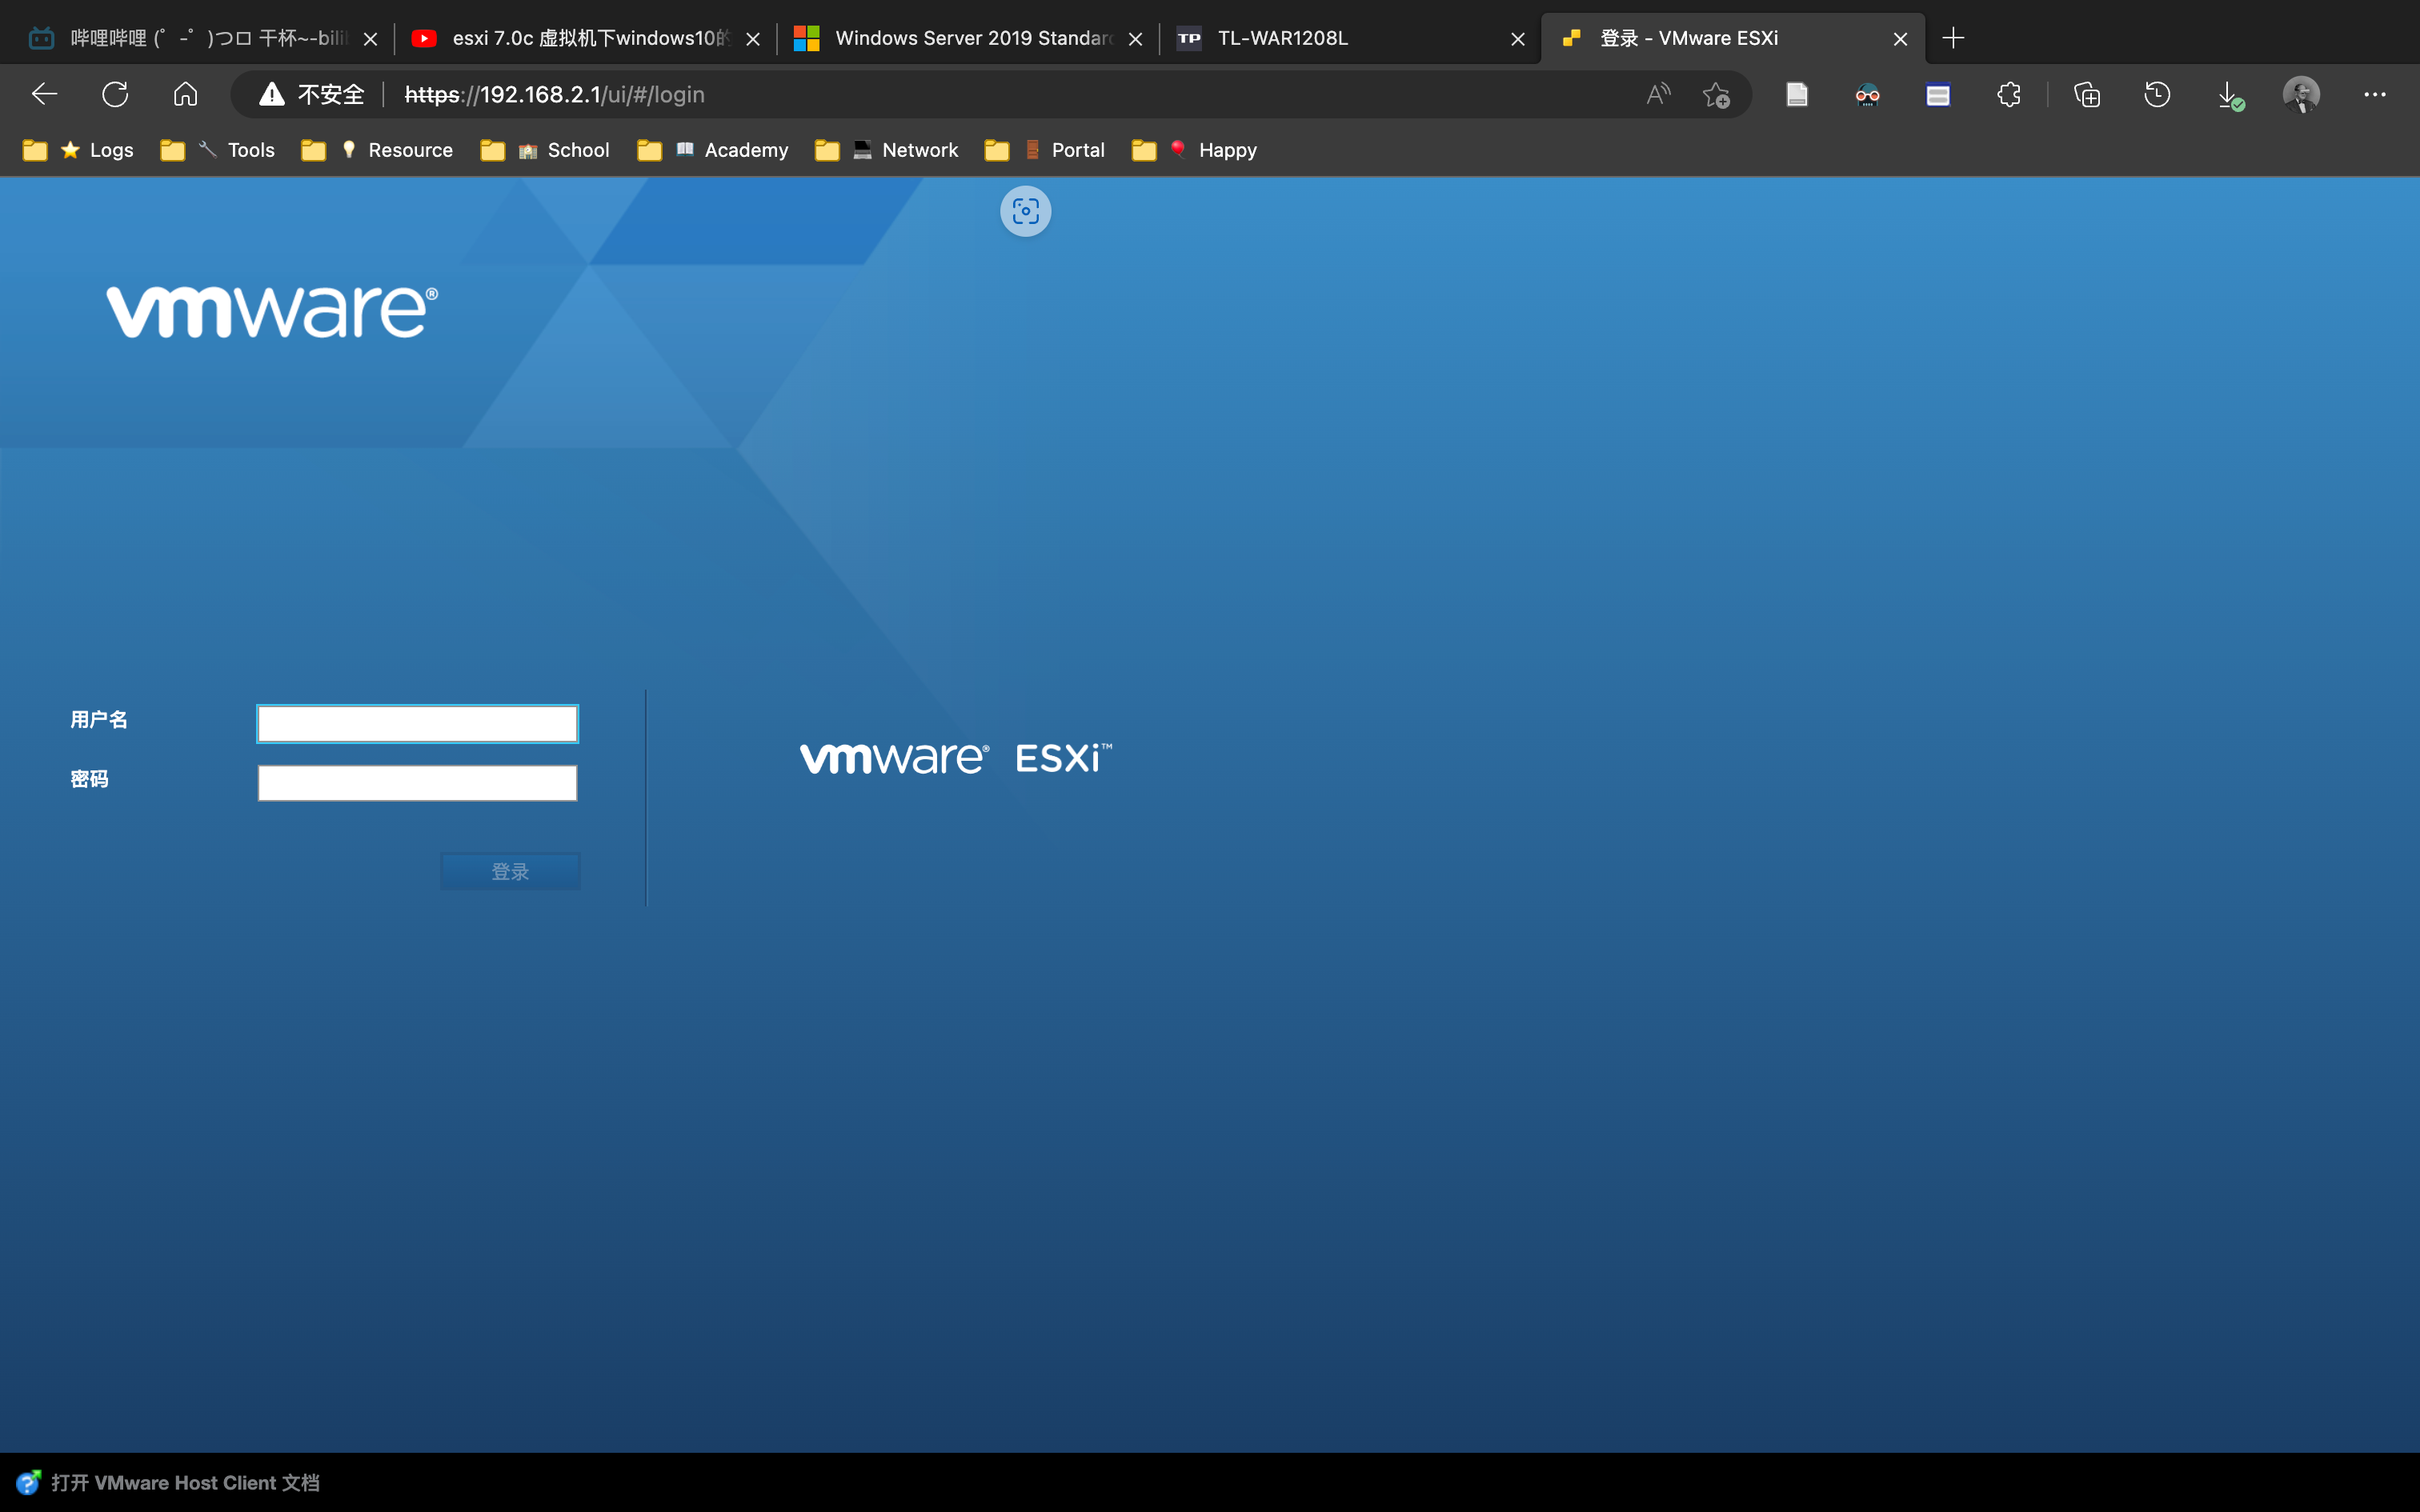 哔哩哔哩 (゜-゜)つロ 干杯~-bili
esxi 7.0c 虚拟机下windows10的
Windows Server 2019 Standard
TP TL-WAR1208L
登录 - VMware ESXi
不安全 https://192.168.2.1/ui/#/login
Logs Tools Resource School Academy Network Portal Happy
vmware®
用户名
密码
登录
vmware® ESXi™
打开 VMware Host Client 文档